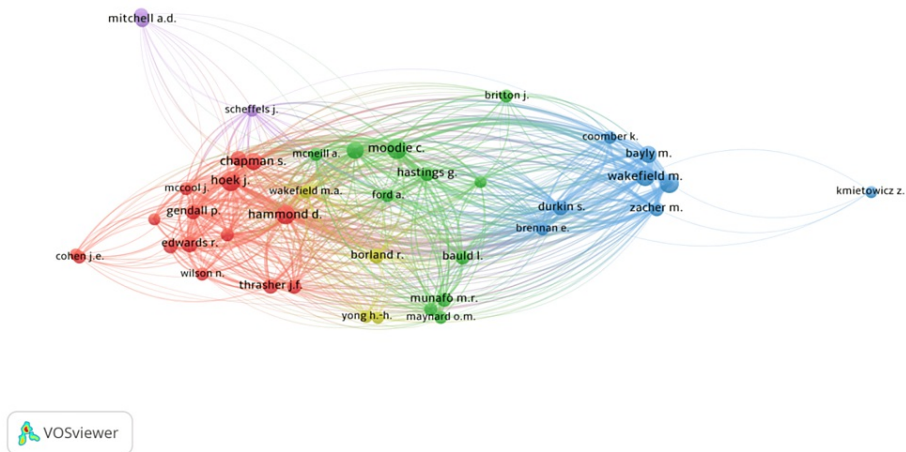 mitchell a.d.
britton j.
scheffels j.
coomber k.
moodie c.
mcneill a.
bayly m.
chapman s.
hastings g.
wakefield m.
hoek j.
mccool j.
wakefield m.a.
ford a.
kmietowicz z.
gendall p.
hammond d.
durkin s.
zacher m.
brennan e.
edwards r.
cohen j.e.
borland r.
bauld l.
wilson n.
thrasher j.f.
munafò m.r.
yong h.-h.
maynard o.m.
VOSviewer